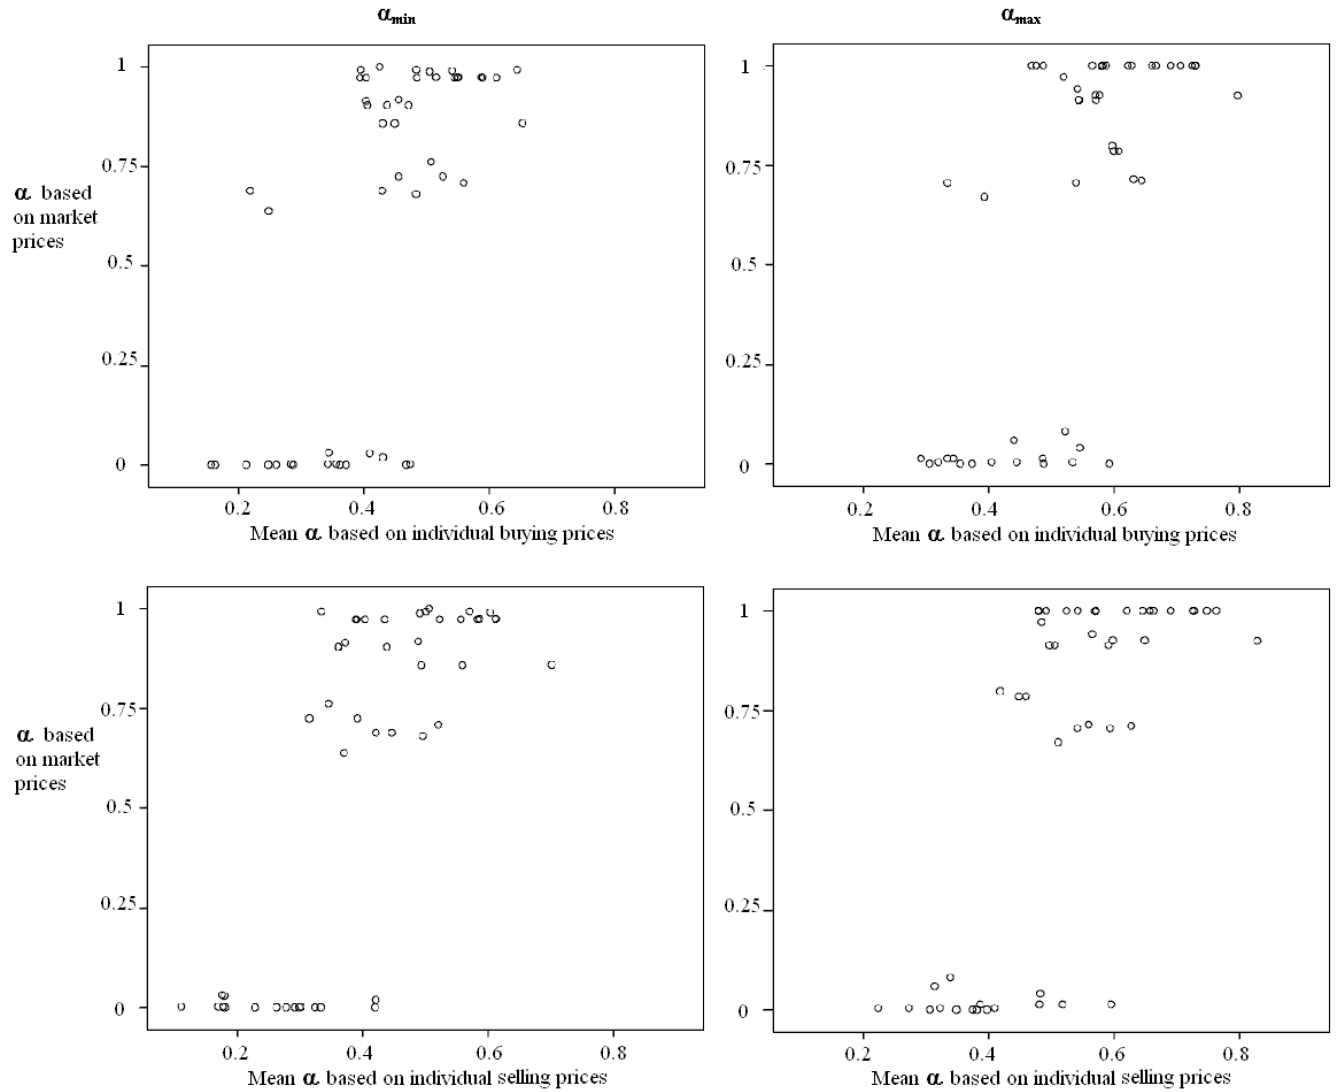 αmin
αmax
1
0.75
0.5
0.25
0
α based
on market
prices
0.2 0.4 0.6 0.8
Mean α based on individual buying prices
1
0.75
0.5
0.25
0
0.2 0.4 0.6 0.8
Mean α based on individual buying prices
1
0.75
0.5
0.25
0
α based
on market
prices
0.2 0.4 0.6 0.8
Mean α based on individual selling prices
1
0.75
0.5
0.25
0
0.2 0.4 0.6 0.8
Mean α based on individual selling prices